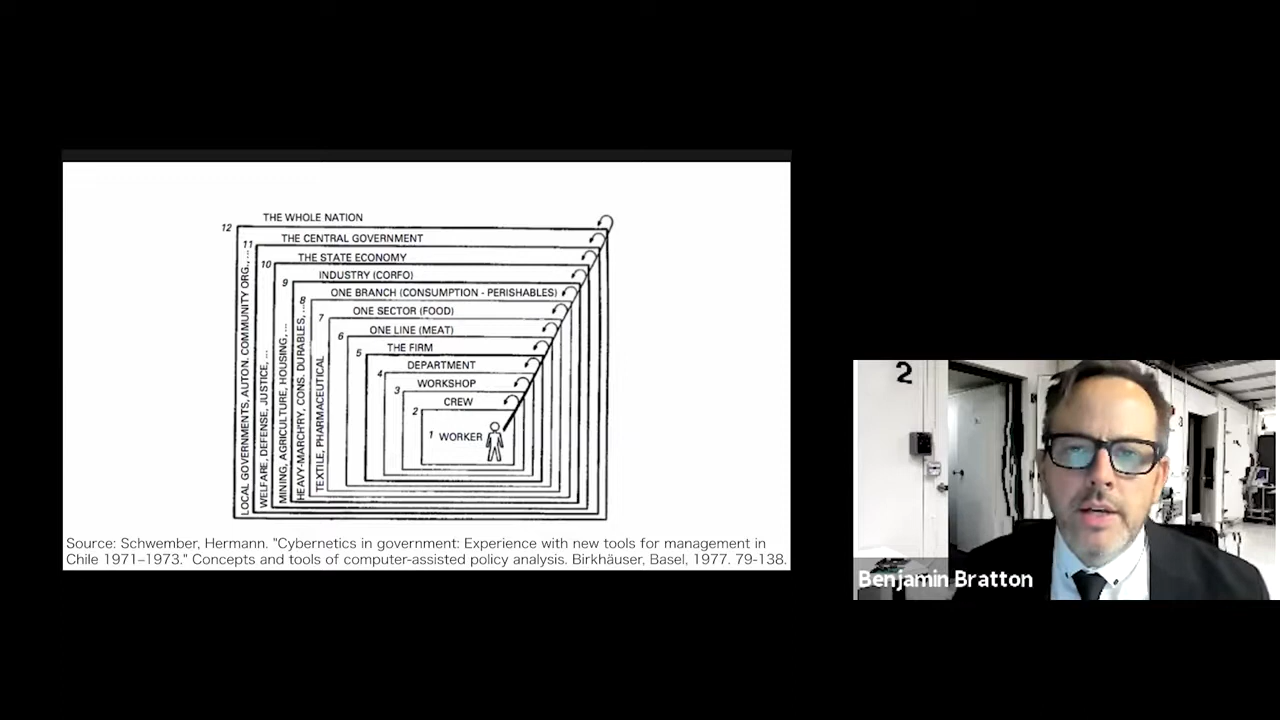 THE WHOLE NATION
12
THE CENTRAL GOVERNMENT
11
THE STATE ECONOMY
10
INDUSTRY (CORFO)
9
ONE BRANCH (CONSUMPTION - PERISHABLES)
8
ONE SECTOR (FOOD)
7
ONE LINE (MEAT)
6
THE FIRM
5
DEPARTMENT
4
WORKSHOP
3
CREW
2
1 WORKER
LOCAL GOVERNMENTS, AUTON. COMMUNITY ORG., ...
WELFARE, DEFENSE, JUSTICE, ...
MINING, AGRICULTURE, HOUSING, ...
HEAVY-MARCH'RY, CONS. DURABLES, ...
TEXTILE, PHARMACEUTICAL
Source: Schwember, Hermann. "Cybernetics in government: Experience with new tools for management in
Chile 1971–1973." Concepts and tools of computer-assisted policy analysis. Birkhäuser, Basel, 1977. 79-138.
2
Benjamin Bratton